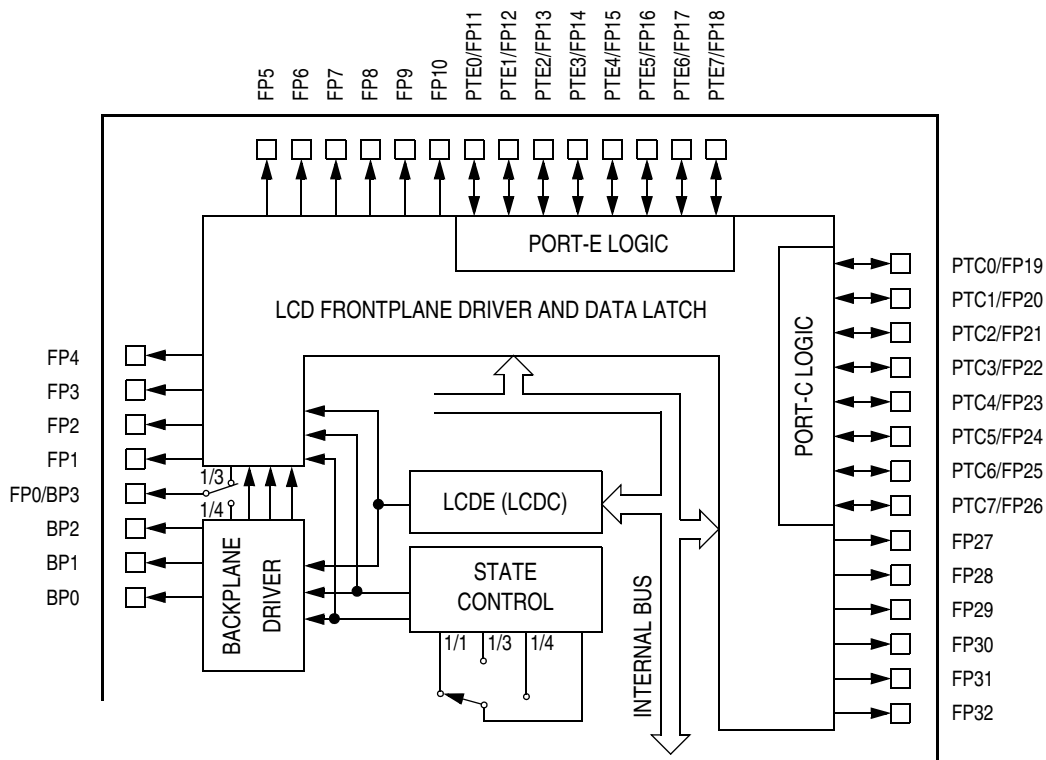 FP5
FP6
FP7
FP8
FP9
FP10
PTE0/FP11
PTE1/FP12
PTE2/FP13
PTE3/FP14
PTE4/FP15
PTE5/FP16
PTE6/FP17
PTE7/FP18
PORT-E LOGIC
LCD FRONTPLANE DRIVER AND DATA LATCH
PORT-C LOGIC
PTC0/FP19
PTC1/FP20
PTC2/FP21
PTC3/FP22
PTC4/FP23
PTC5/FP24
PTC6/FP25
PTC7/FP26
FP27
FP28
FP29
FP30
FP31
FP32
FP4
FP3
FP2
FP1
FP0/BP3
BP2
BP1
BP0
1/3
1/4
BACKPLANE
DRIVER
LCDE (LCDC)
STATE
CONTROL
1/1
1/3
1/4
INTERNAL BUS